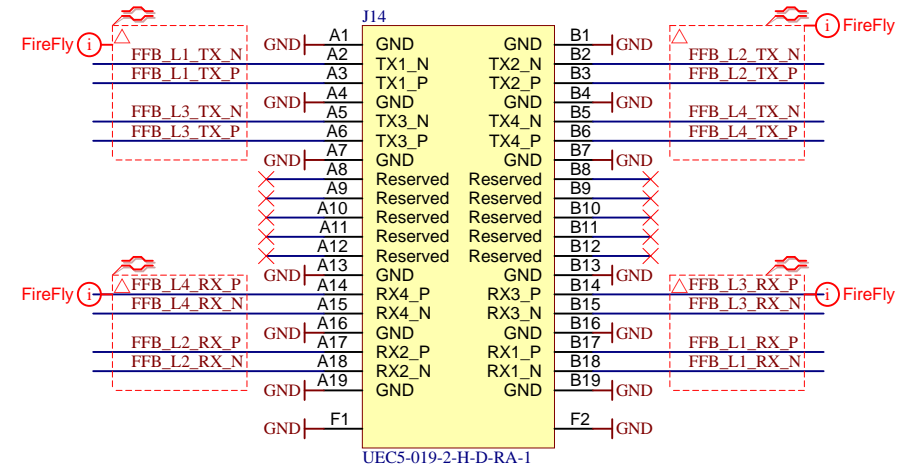 J14
FireFly i GND A1 GND GND B1 GND i FireFly
FFB_L1_TX_N A2 TX1_N TX2_N B2 FFB_L2_TX_N
FFB_L1_TX_P A3 TX1_P TX2_P B3 FFB_L2_TX_P
GND A4 GND GND B4 GND
FFB_L3_TX_N A5 TX3_N TX4_N B5 FFB_L4_TX_N
FFB_L3_TX_P A6 TX3_P TX4_P B6 FFB_L4_TX_P
GND A7 GND GND B7 GND
A8 Reserved Reserved B8
A9 Reserved Reserved B9
A10 Reserved Reserved B10
A11 Reserved Reserved B11
A12 Reserved Reserved B12
GND A13 GND GND B13 GND
FireFly i FFB_L4_RX_P A14 RX4_P RX3_P B14 FFB_L3_RX_P i FireFly
FFB_L4_RX_N A15 RX4_N RX3_N B15 FFB_L3_RX_N
GND A16 GND GND B16 GND
FFB_L2_RX_P A17 RX2_P RX1_P B17 FFB_L1_RX_P
FFB_L2_RX_N A18 RX2_N RX1_N B18 FFB_L1_RX_N
GND A19 GND GND B19 GND
GND F1 F2 GND
UEC5-019-2-H-D-RA-1